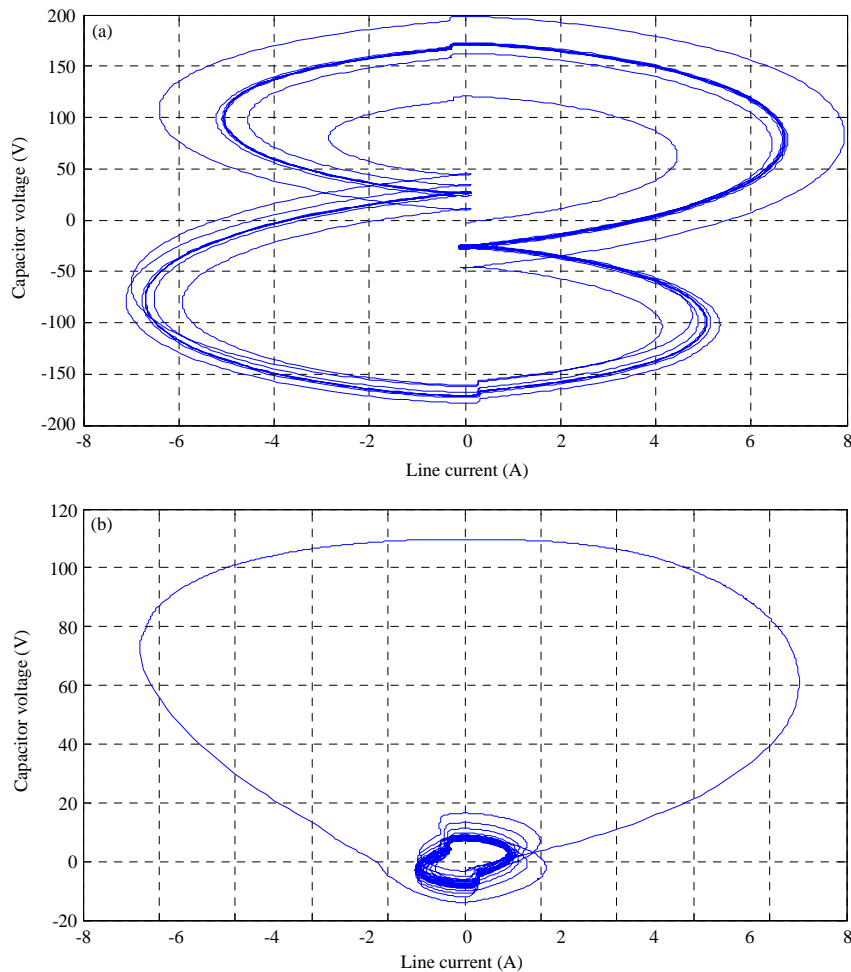 (a)
Capacitor voltage (V)
200
150
100
50
0
-50
-100
-150
-200
-8 -6 -4 -2 0 2 4 6 8
Line current (A)
(b)
Capacitor voltage (V)
120
100
80
60
40
20
0
-20
-8 -6 -4 -2 0 2 4 6 8
Line current (A)